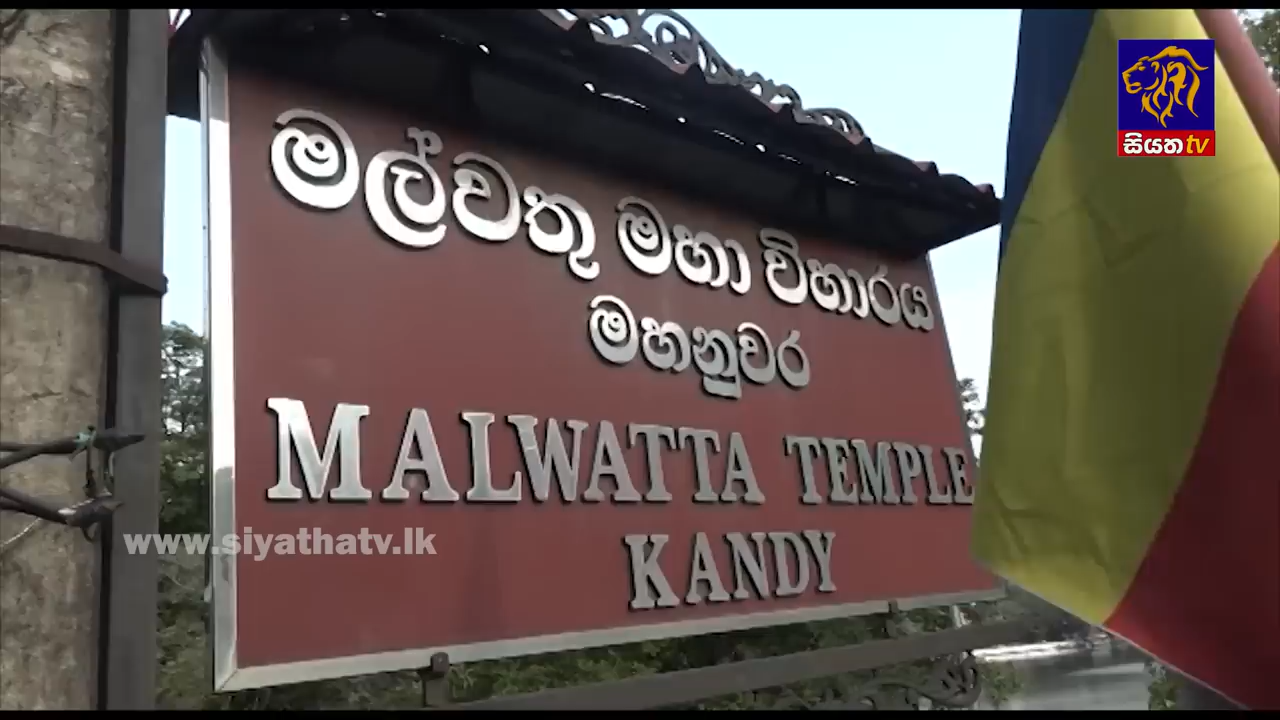 සියත tv
මල්වතු මහා විහාරය
මහනුවර
MALWATTA TEMPLE
KANDY
www.siyathatv.lk